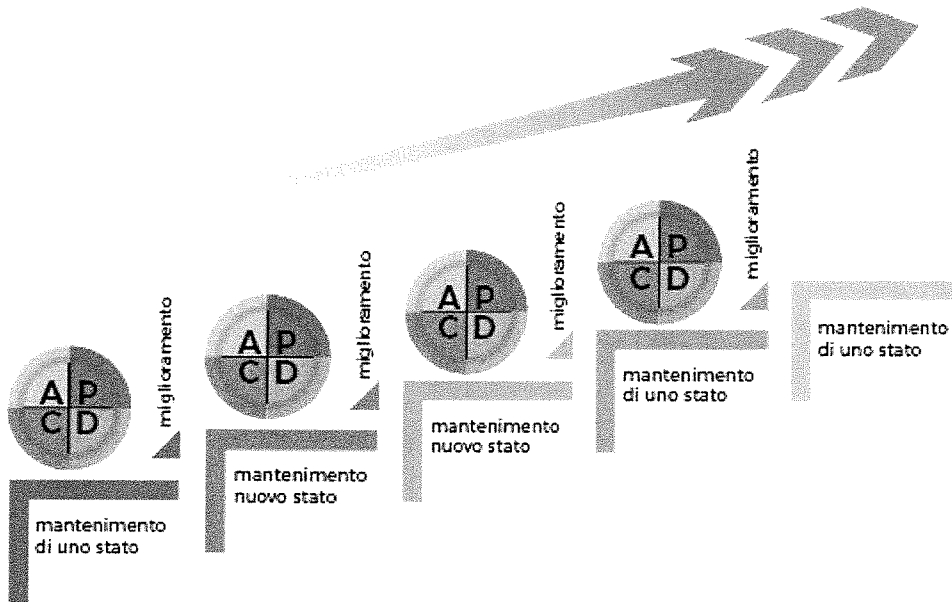 A P
C D
mantenimento
di uno stato
miglioramento
A P
C D
mantenimento
nuovo stato
miglioramento
A P
C D
mantenimento
nuovo stato
miglioramento
A P
C D
mantenimento
di uno stato
miglioramento
mantenimento
di uno stato